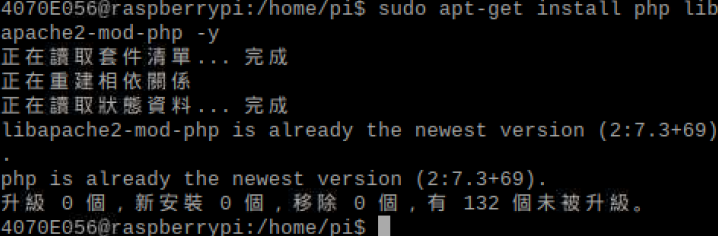 4070E056@raspberrypi:/home/pi$ sudo apt-get install php lib
apache2-mod-php -y
正在讀取套件清單... 完成
正在重建相依關係
正在讀取狀態資料... 完成
libapache2-mod-php is already the newest version (2:7.3+69)
.
php is already the newest version (2:7.3+69).
升級 0 個，新安裝 0 個，移除 0 個，有 132 個未被升級。
4070E056@raspberrypi:/home/pi$